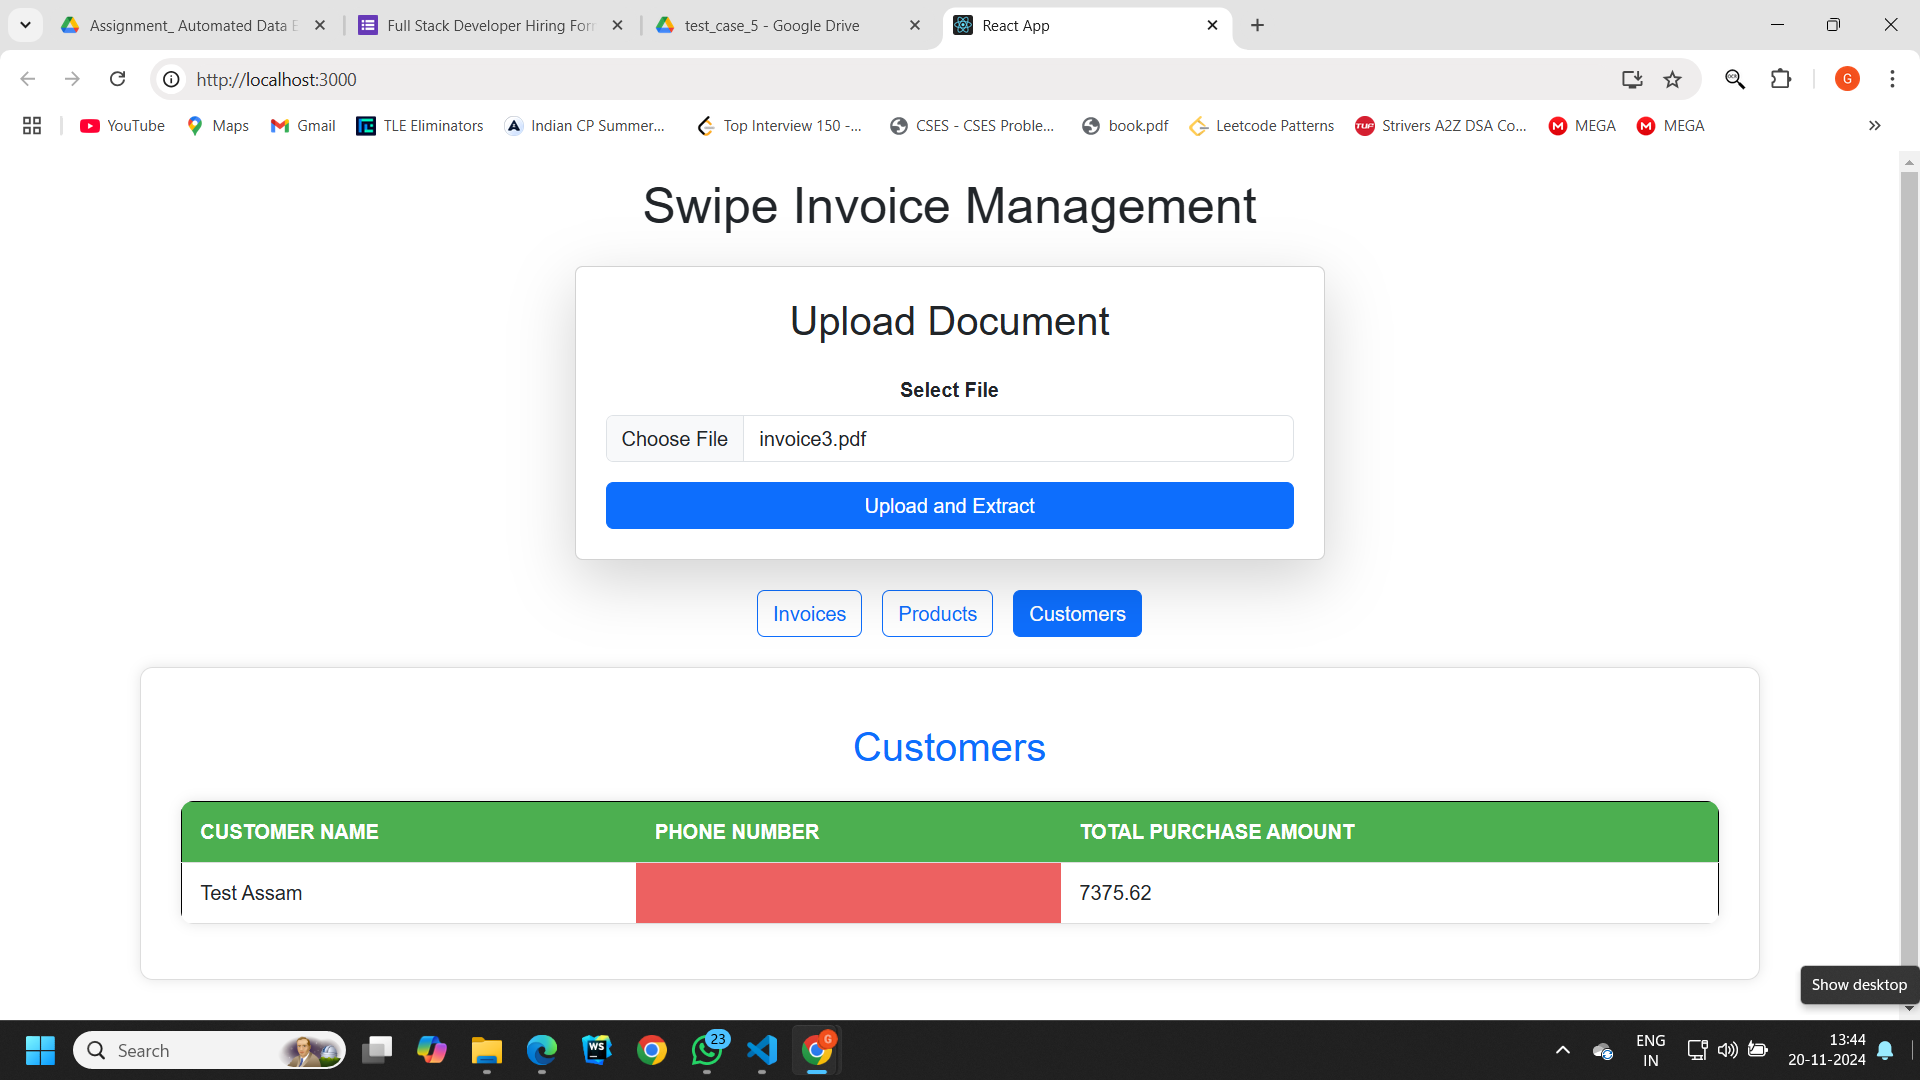 Assignment_ Automated Data E
Full Stack Developer Hiring Form
test_case_5 - Google Drive
React App
http://localhost:3000
G
YouTube
Maps
Gmail
TLE Eliminators
Indian CP Summer...
Top Interview 150 -...
CSES - CSES Proble...
book.pdf
Leetcode Patterns
TUF
Strivers A2Z DSA Co...
M
MEGA
M
MEGA
Swipe Invoice Management
Upload Document
Select File
Choose File
invoice3.pdf
Upload and Extract
Invoices
Products
Customers
Customers
CUSTOMER NAME
PHONE NUMBER
TOTAL PURCHASE AMOUNT
Test Assam
7375.62
Show desktop
Search
WS
23
G
ENG
IN
13:44
20-11-2024